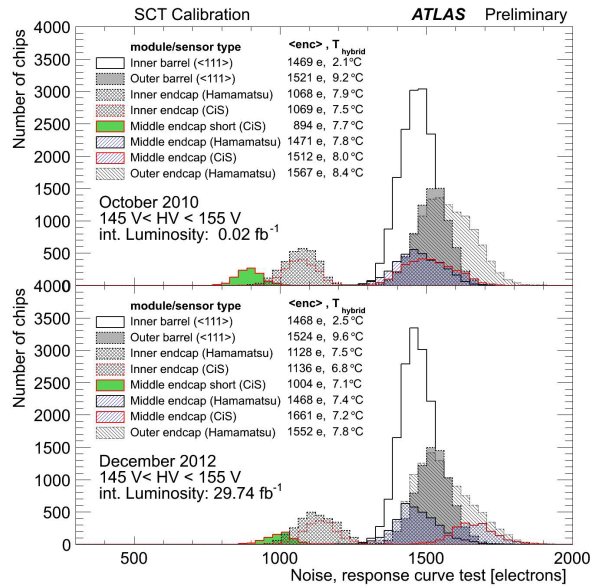 SCT Calibration ATLAS Preliminary
Number of chips
4000
3500
3000
2500
2000
1500
1000
500
module/sensor type <enc> , T hybrid
Inner barrel (<111>) 1469 e, 2.1°C
Outer barrel (<111>) 1521 e, 9.2°C
Inner endcap (Hamamatsu) 1068 e, 7.9°C
Inner endcap (CiS) 1069 e, 7.5°C
Middle endcap short (CiS) 894 e, 7.7°C
Middle endcap (Hamamatsu) 1471 e, 7.8°C
Middle endcap (CiS) 1512 e, 8.0°C
Outer endcap (Hamamatsu) 1567 e, 8.4°C
October 2010
145 V< HV < 155 V
int. Luminosity: 0.02 fb⁻¹
Number of chips
4000
3500
3000
2500
2000
1500
1000
500
0
module/sensor type <enc> , T hybrid
Inner barrel (<111>) 1468 e, 2.5°C
Outer barrel (<111>) 1524 e, 9.6°C
Inner endcap (Hamamatsu) 1128 e, 7.5°C
Inner endcap (CiS) 1136 e, 6.8°C
Middle endcap short (CiS) 1004 e, 7.1°C
Middle endcap (Hamamatsu) 1468 e, 7.4°C
Middle endcap (CiS) 1661 e, 7.2°C
Outer endcap (Hamamatsu) 1552 e, 7.8°C
December 2012
145 V< HV < 155 V
int. Luminosity: 29.74 fb⁻¹
500 1000 1500 2000
Noise, response curve test [electrons]